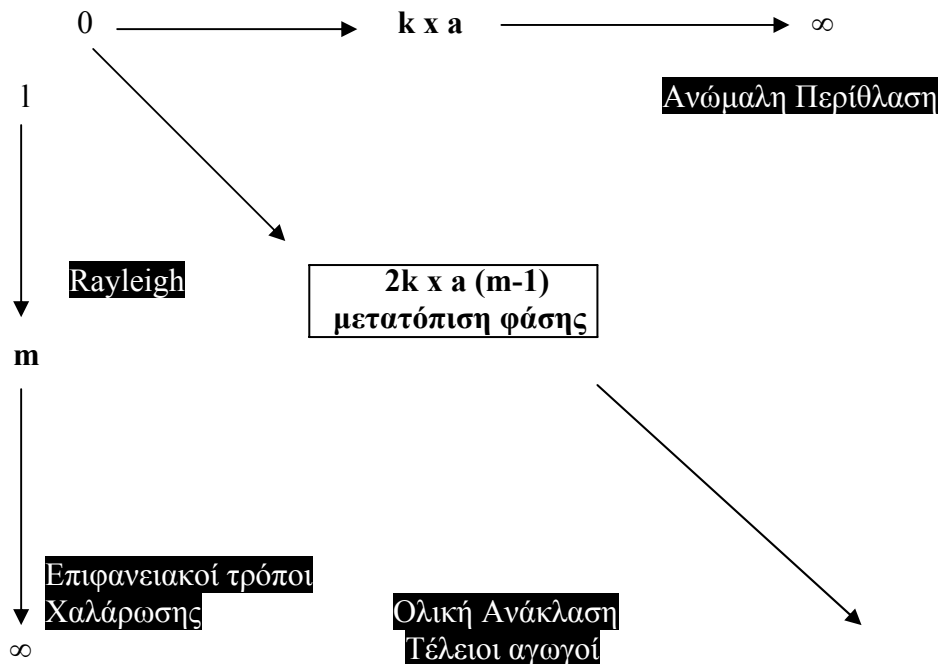 0 k x a ∞
1
Ανώμαλη Περίθλαση
Rayleigh
2k x a (m-1)
μετατόπιση φάσης
m
Επιφανειακοί τρόποι
Χαλάρωσης
Ολική Ανάκλαση
Τέλειοι αγωγοί
∞